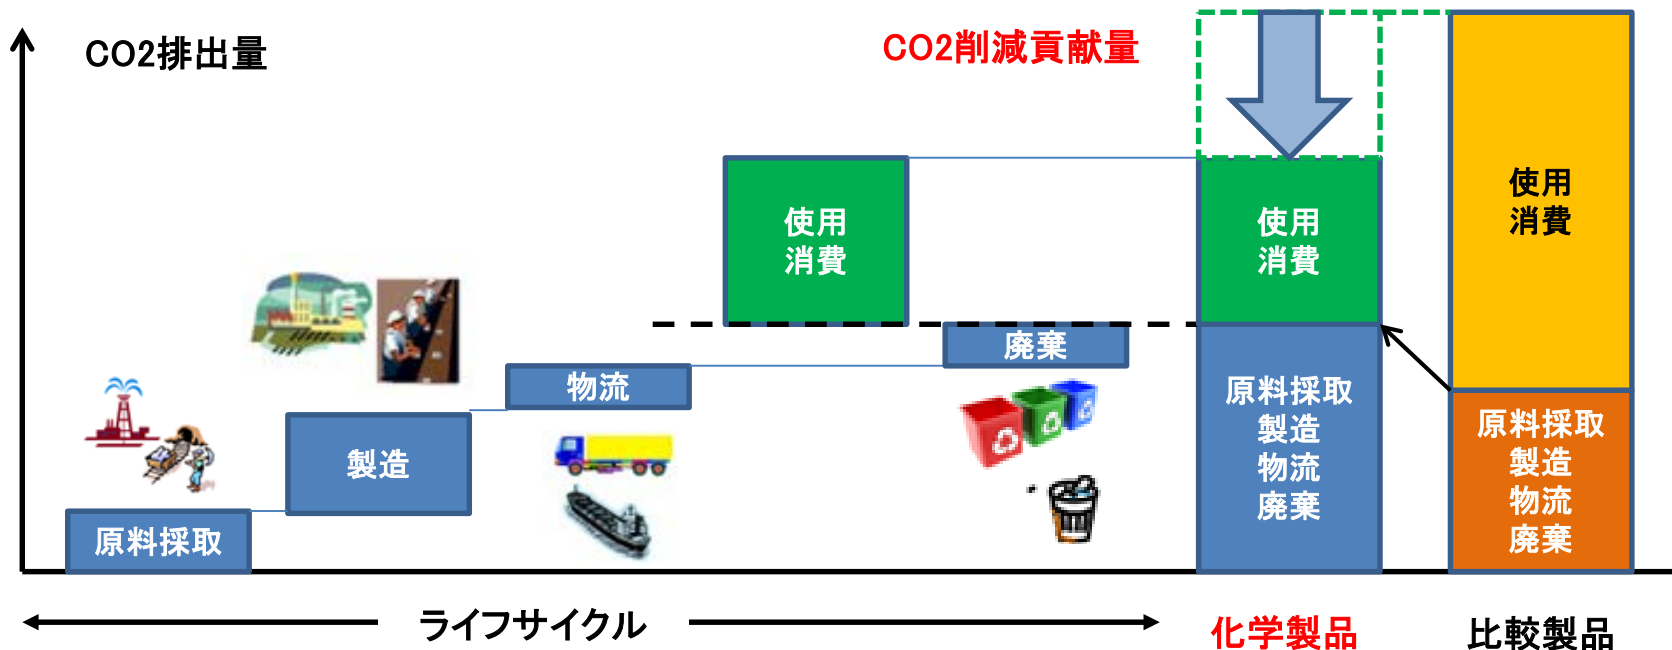 CO2排出量
CO2削減貢献量
使用
消費
使用
消費
使用
消費
廃棄
物流
製造
原料採取
原料採取
製造
物流
廃棄
原料採取
製造
物流
廃棄
ライフサイクル
化学製品
比較製品